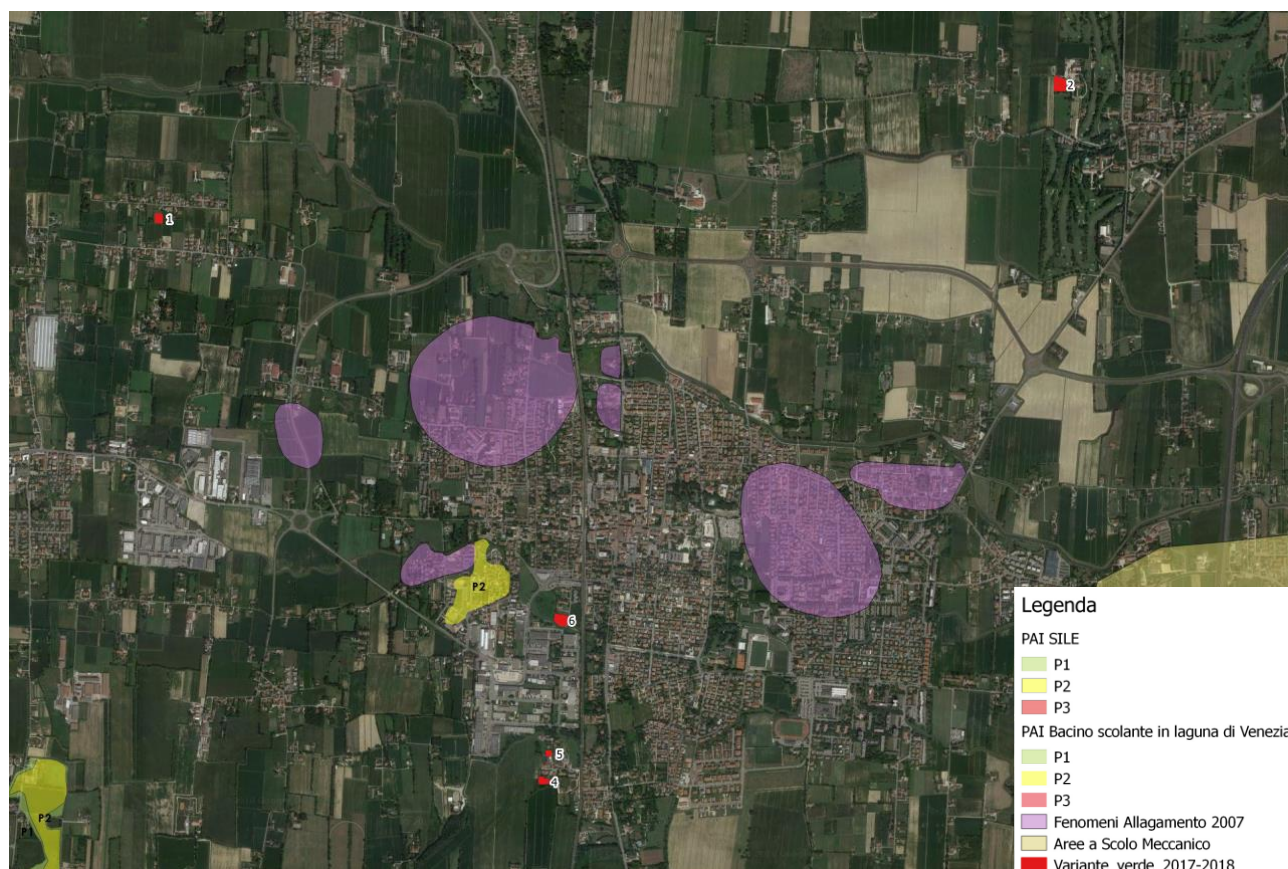 2
1
P2
6
5
4
P2
P1
Legenda
PAI SILE
P1
P2
P3
PAI Bacino scolante in laguna di Venezia
P1
P2
P3
Fenomeni Allagamento 2007
Aree a Scolo Meccanico
Variante_verde_2017-2018